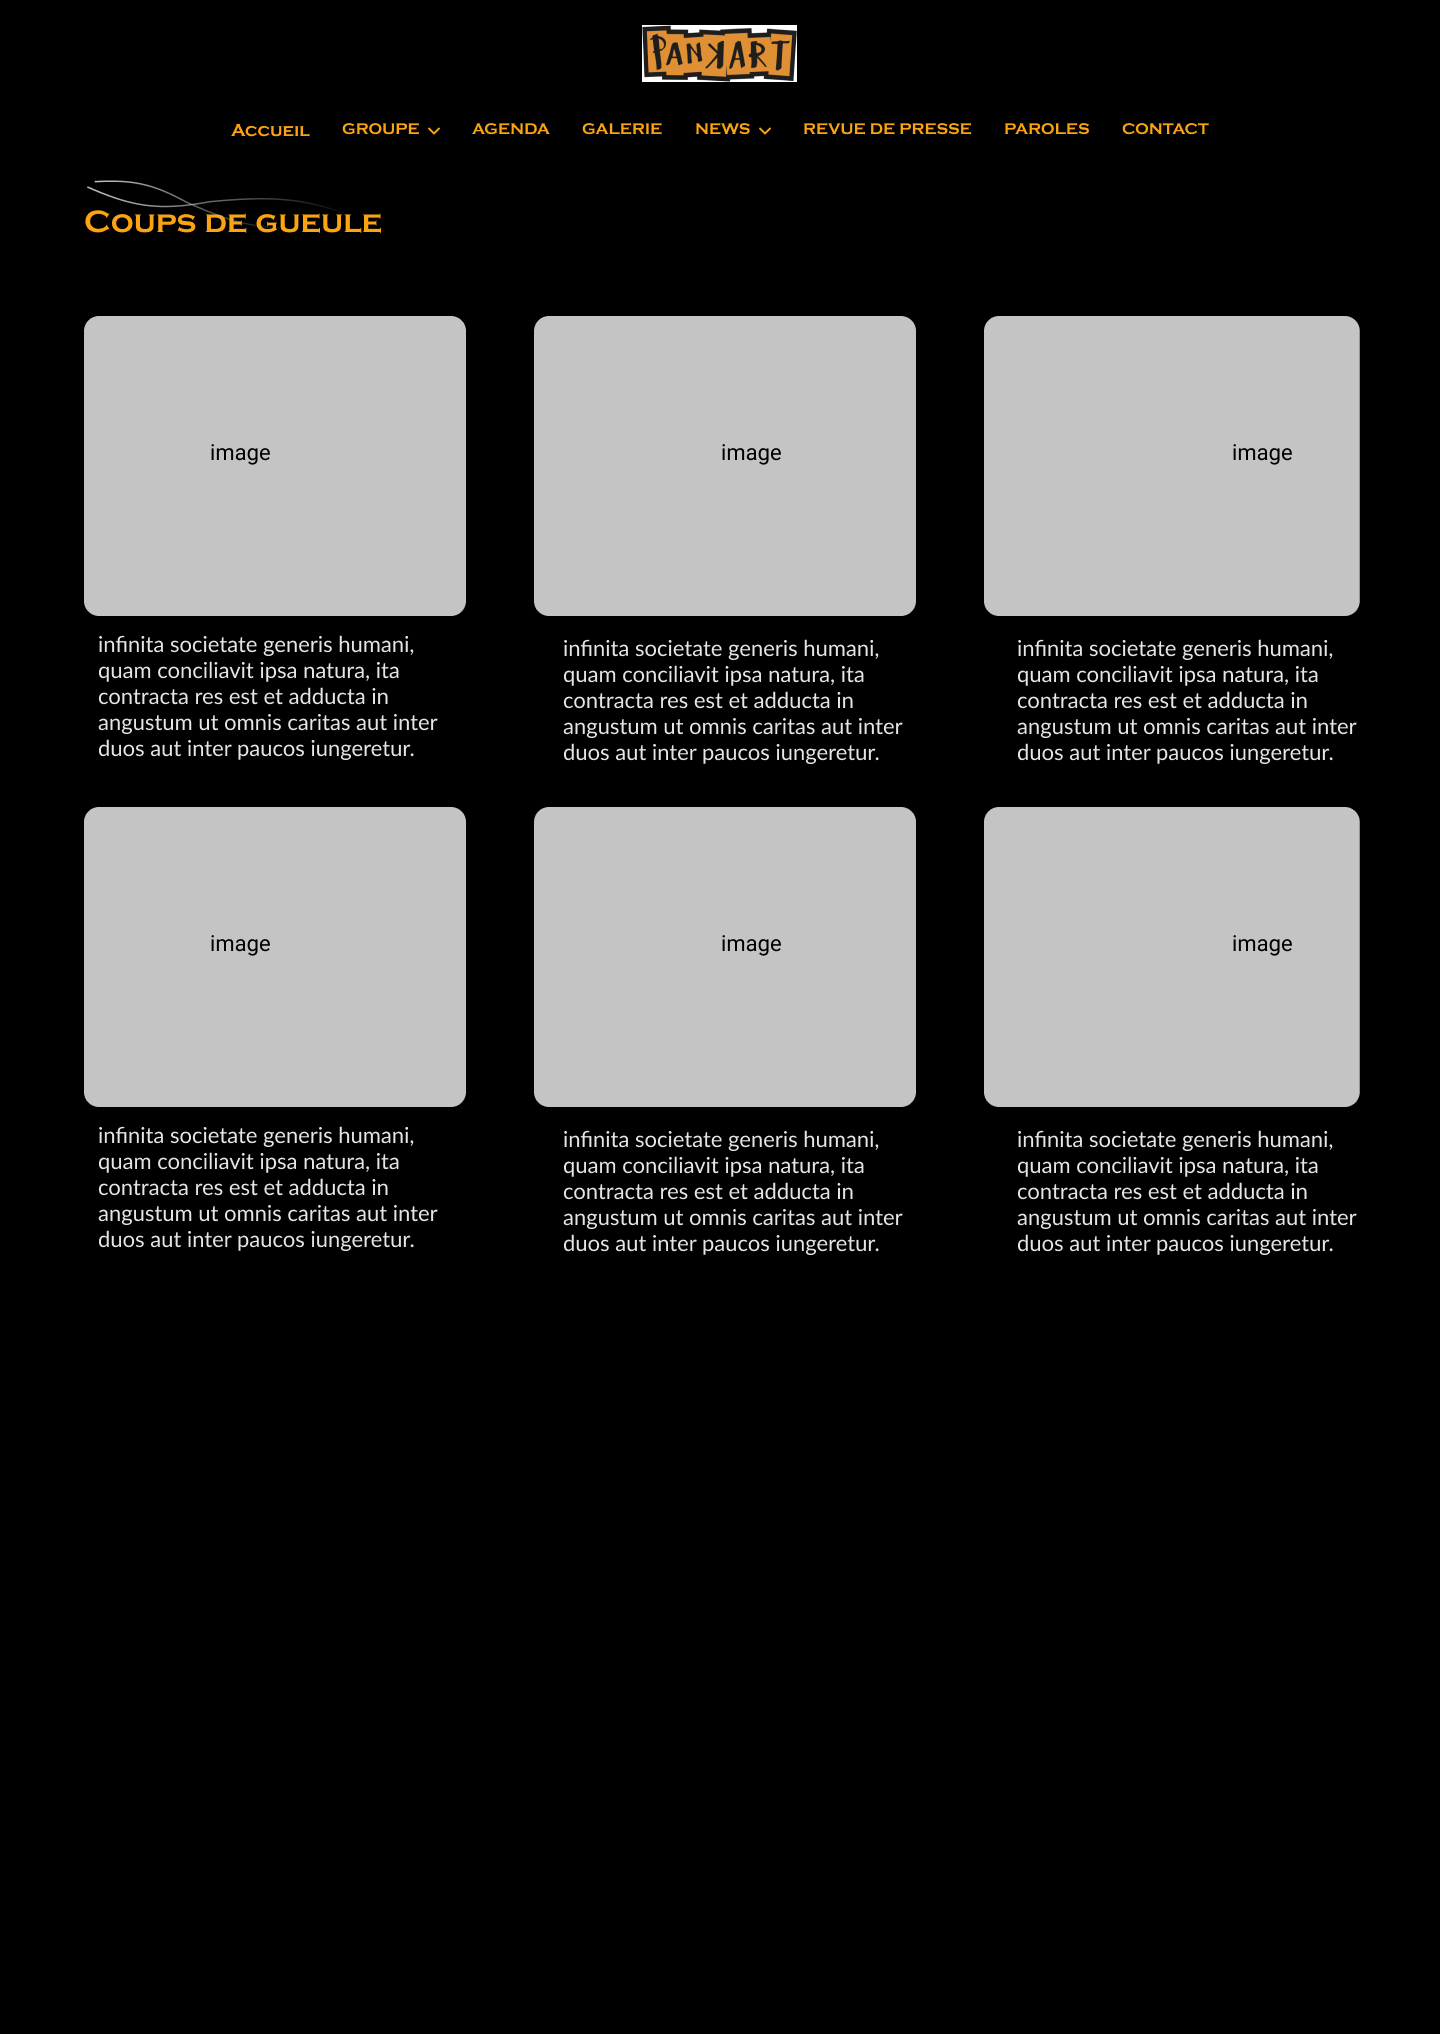 PANKART
ACCUEIL GROUPE AGENDA GALERIE NEWS REVUE DE PRESSE PAROLES CONTACT
COUPS DE GUEULE
image
image
image
infinita societate generis humani,
quam conciliavit ipsa natura, ita
contracta res est et adducta in
angustum ut omnis caritas aut inter
duos aut inter paucos iungeretur.
infinita societate generis humani,
quam conciliavit ipsa natura, ita
contracta res est et adducta in
angustum ut omnis caritas aut inter
duos aut inter paucos iungeretur.
infinita societate generis humani,
quam conciliavit ipsa natura, ita
contracta res est et adducta in
angustum ut omnis caritas aut inter
duos aut inter paucos iungeretur.
image
image
image
infinita societate generis humani,
quam conciliavit ipsa natura, ita
contracta res est et adducta in
angustum ut omnis caritas aut inter
duos aut inter paucos iungeretur.
infinita societate generis humani,
quam conciliavit ipsa natura, ita
contracta res est et adducta in
angustum ut omnis caritas aut inter
duos aut inter paucos iungeretur.
infinita societate generis humani,
quam conciliavit ipsa natura, ita
contracta res est et adducta in
angustum ut omnis caritas aut inter
duos aut inter paucos iungeretur.